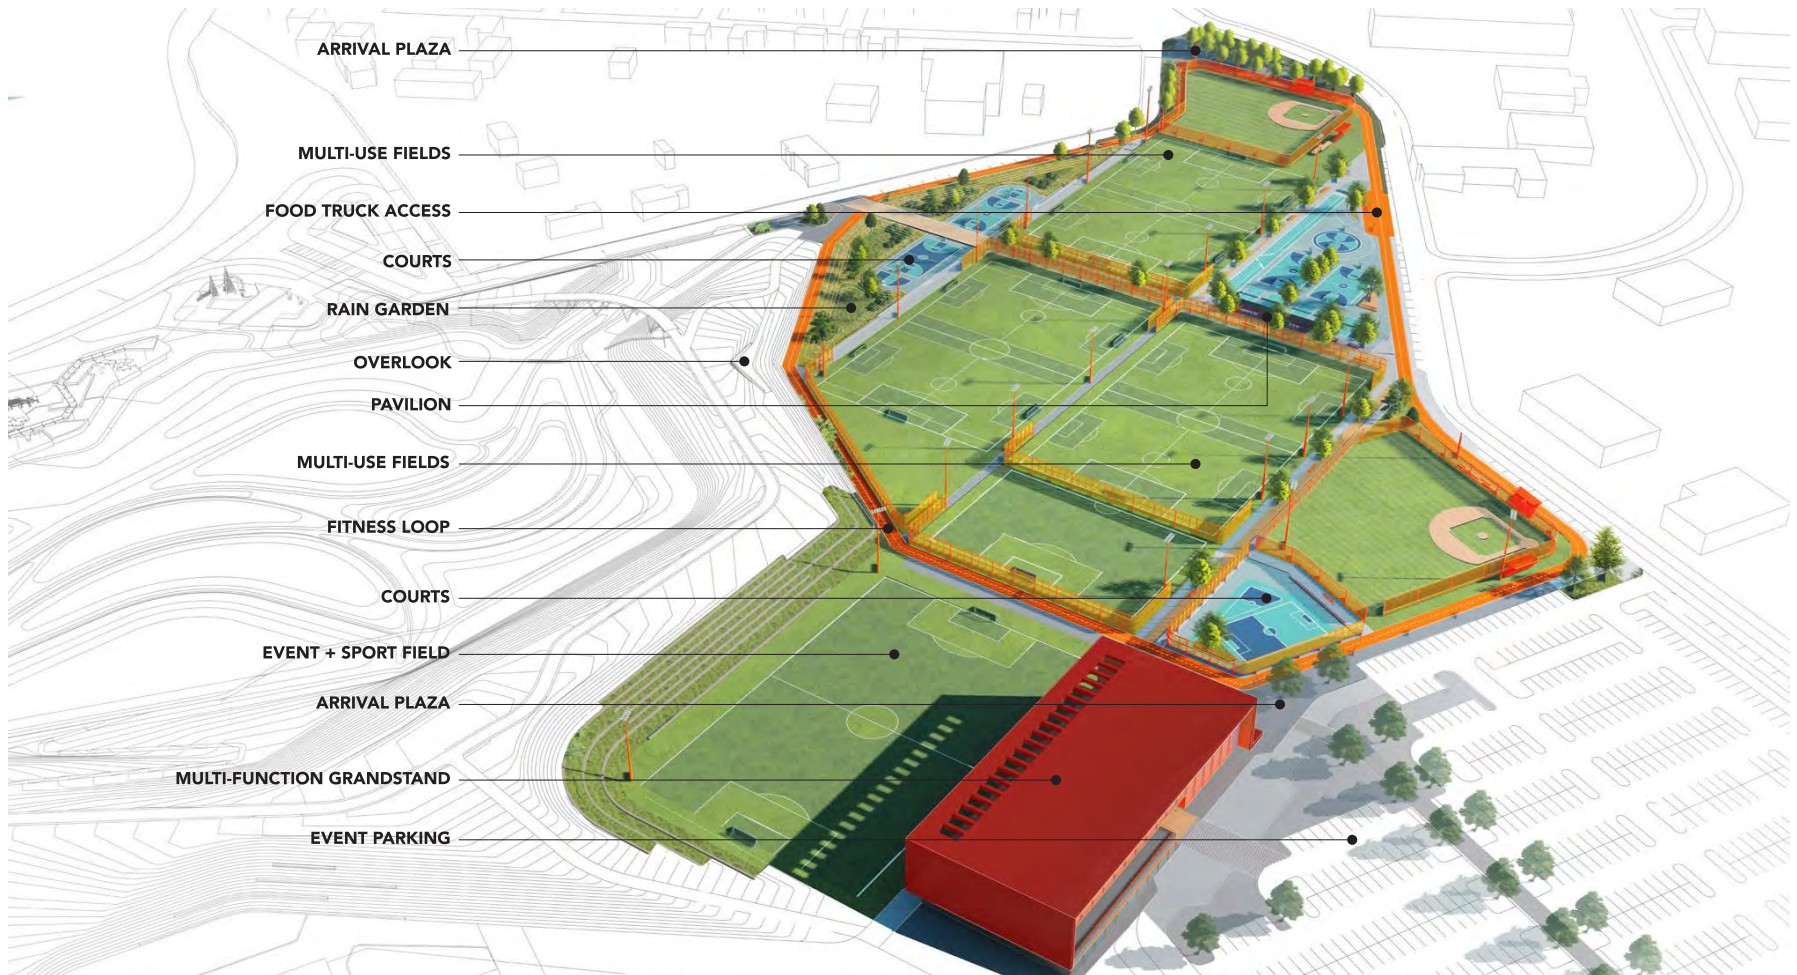 ARRIVAL PLAZA
MULTI-USE FIELDS
FOOD TRUCK ACCESS
COURTS
RAIN GARDEN
OVERLOOK
PAVILION
MULTI-USE FIELDS
FITNESS LOOP
COURTS
EVENT + SPORT FIELD
ARRIVAL PLAZA
MULTI-FUNCTION GRANDSTAND
EVENT PARKING